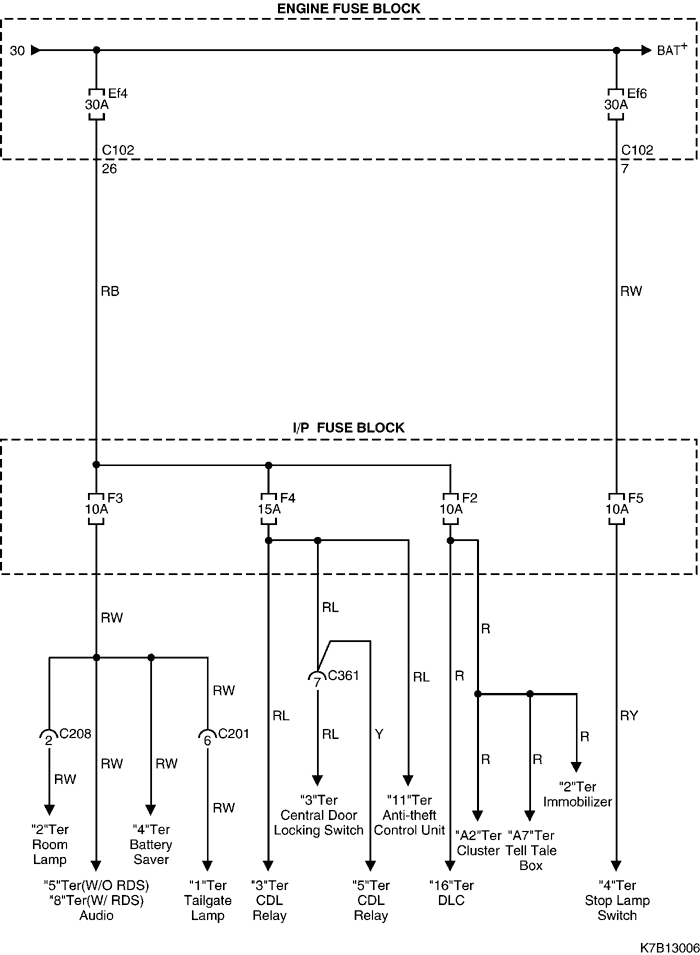 ENGINE FUSE BLOCK
30
BAT+
Ef4
30A
Ef6
30A
C102
26
C102
7
RB
RW
I/P FUSE BLOCK
F3
10A
F4
15A
F2
10A
F5
10A
RW
RL
R
RW
C361
7
RL
R
RL
RY
C208
2
RW
C201
6
RL
Y
R
R
R
RW
RW
RW
"2"Ter
Room
Lamp
"4"Ter
Battery
Saver
"3"Ter
Central Door
Locking Switch
"11"Ter
Anti-theft
Control Unit
"A2"Ter
Cluster
"A7"Ter
Tell Tale
Box
"2"Ter
Immobilizer
"5"Ter(W/O RDS)
"8"Ter(W/ RDS)
Audio
"1"Ter
Tailgate
Lamp
"3"Ter
CDL
Relay
"5"Ter
CDL
Relay
"16"Ter
DLC
"4"Ter
Stop Lamp
Switch
K7B13006